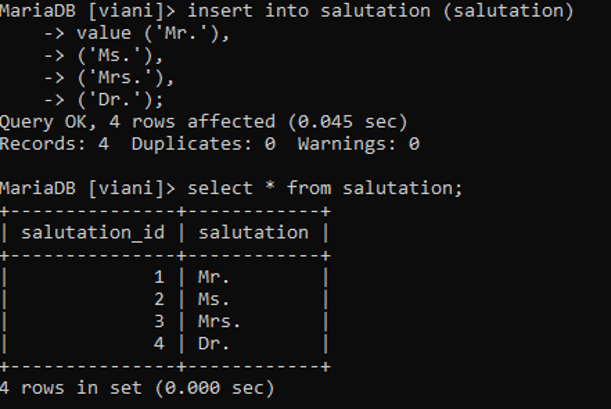 MariaDB [viani]> insert into salutation (salutation)
    -> value ('Mr.'),
    -> ('Ms.'),
    -> ('Mrs.'),
    -> ('Dr.');
Query OK, 4 rows affected (0.045 sec)
Records: 4  Duplicates: 0  Warnings: 0

MariaDB [viani]> select * from salutation;
+---------------+------------+
| salutation_id | salutation |
+---------------+------------+
|             1 | Mr.        |
|             2 | Ms.        |
|             3 | Mrs.       |
|             4 | Dr.        |
+---------------+------------+
4 rows in set (0.000 sec)